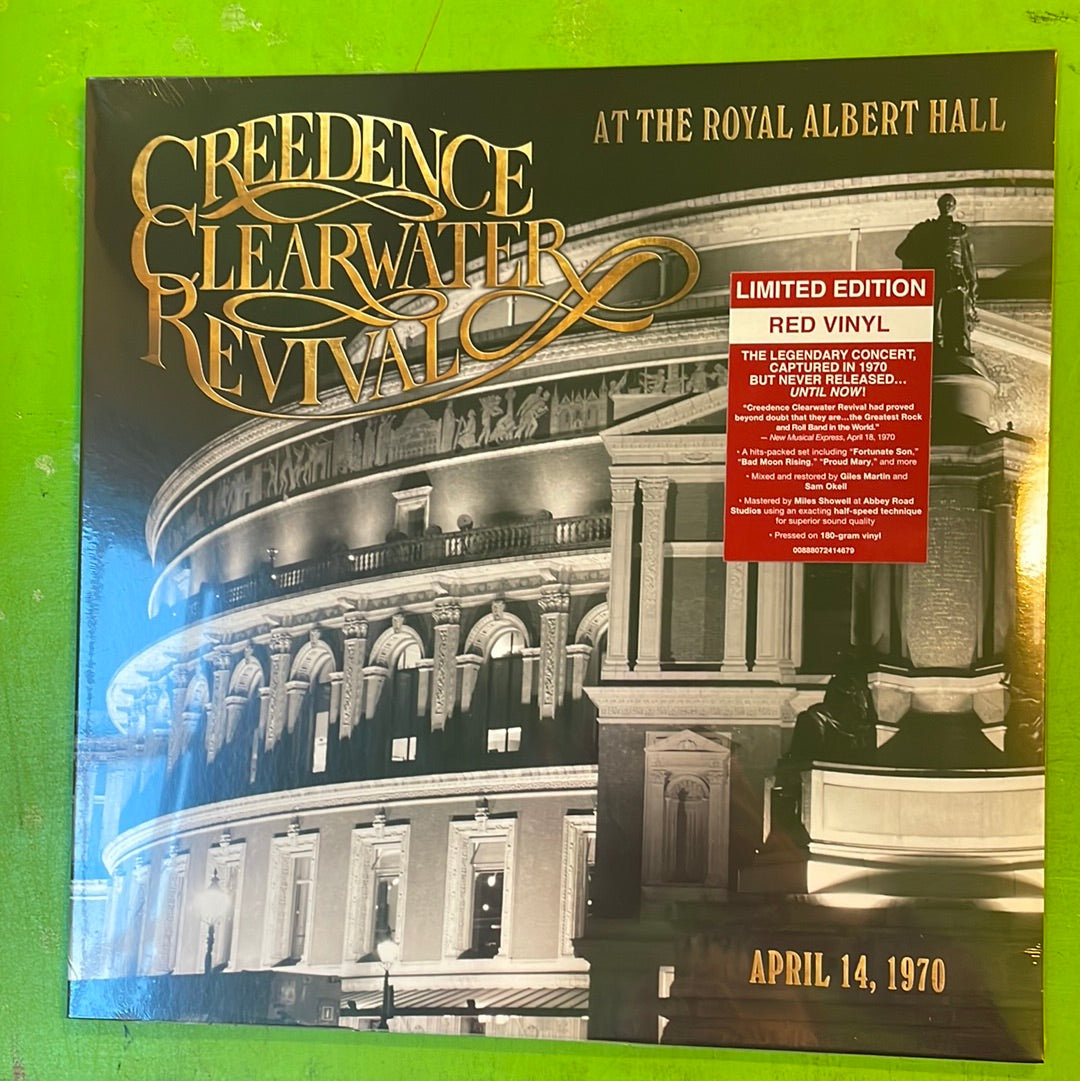 CREEDENCE
CLEARWATER
REVIVAL
AT THE ROYAL ALBERT HALL
LIMITED EDITION
RED VINYL
THE LEGENDARY CONCERT,
CAPTURED IN 1970
BUT NEVER RELEASED...
UNTIL NOW!
"Creedence Clearwater Revival had proved
beyond doubt that they are...the Greatest Rock
and Roll Band in the World."
— New Musical Express, April 18, 1970
• A hits-packed set including "Fortunate Son,"
"Bad Moon Rising," "Proud Mary," and more
• Mixed and restored by Giles Martin and
Sam Okell
• Mastered by Miles Showell at Abbey Road
Studios using an exacting half-speed technique
for superior sound quality
• Pressed on 180-gram vinyl
00888072414679
APRIL 14, 1970